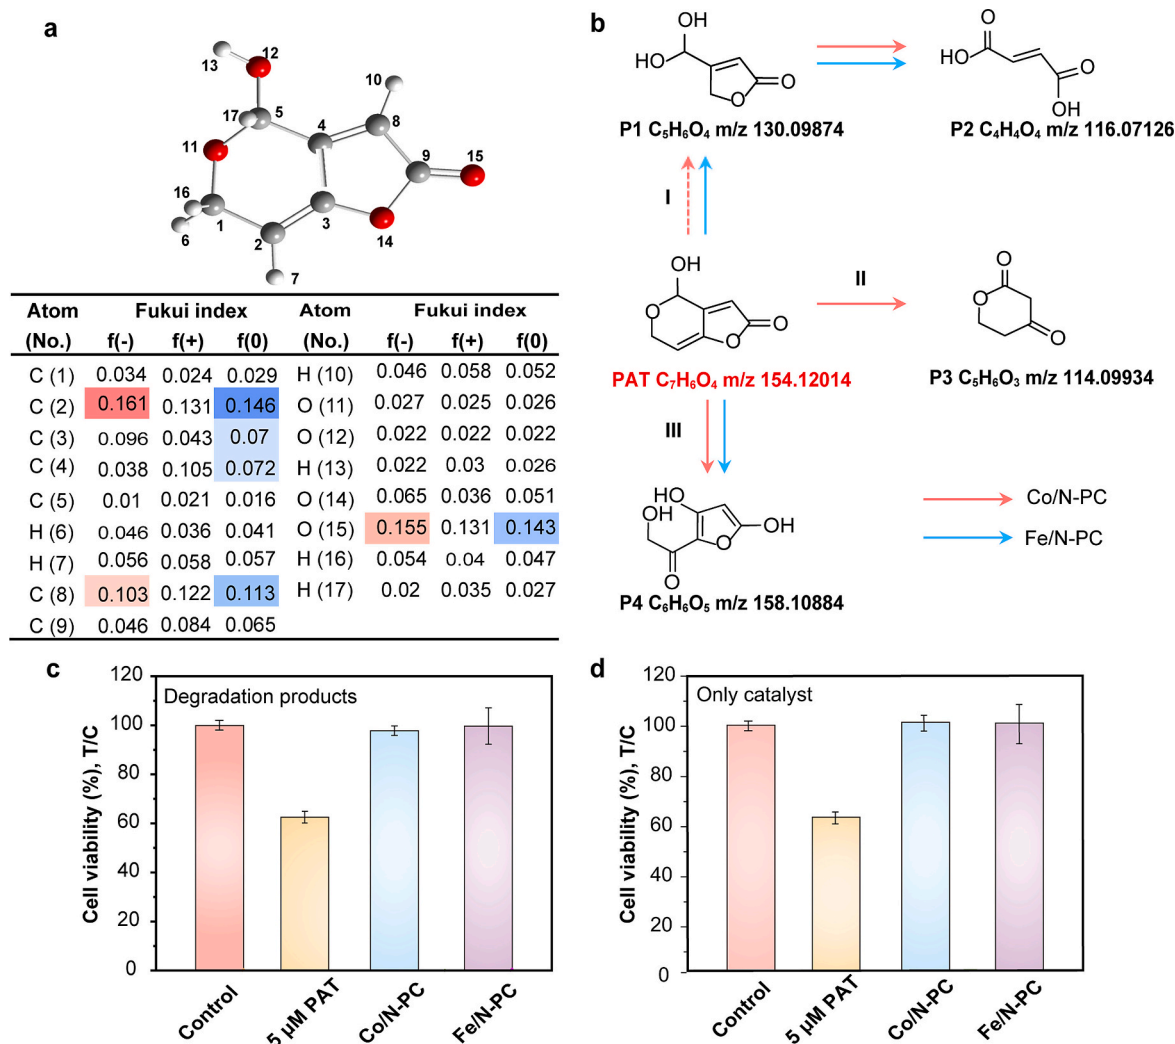 a
12
13
10
17
5
4
8
11
9
15
16
1
3
6
2
14
7
Atom Fukui index Atom Fukui index
(No.) f(-) f(+) f(0) (No.) f(-) f(+) f(0)
C (1) 0.034 0.024 0.029 H (10) 0.046 0.058 0.052
C (2) 0.161 0.131 0.146 O (11) 0.027 0.025 0.026
C (3) 0.096 0.043 0.07 O (12) 0.022 0.022 0.022
C (4) 0.038 0.105 0.072 H (13) 0.022 0.03 0.026
C (5) 0.01 0.021 0.016 O (14) 0.065 0.036 0.051
H (6) 0.046 0.036 0.041 O (15) 0.155 0.131 0.143
H (7) 0.056 0.058 0.057 H (16) 0.054 0.04 0.047
C (8) 0.103 0.122 0.113 H (17) 0.02 0.035 0.027
C (9) 0.046 0.084 0.065
b
OH
HO
O
O
P1 C₅H₆O₄ m/z 130.09874
O
HO
O
OH
P2 C₄H₄O₄ m/z 116.07126
I
OH
O
O
O
PAT C₇H₆O₄ m/z 154.12014
II
O
O
O
P3 C₅H₆O₃ m/z 114.09934
III
HO
OH
O
OH
O
P4 C₆H₆O₅ m/z 158.10884
Co/N-PC
Fe/N-PC
c
Degradation products
Cell viability (%), T/C
120
100
80
60
40
20
0
Control
5 µM PAT
Co/N-PC
Fe/N-PC
d
Only catalyst
Cell viability (%), T/C
120
100
80
60
40
20
0
Control
5 µM PAT
Co/N-PC
Fe/N-PC